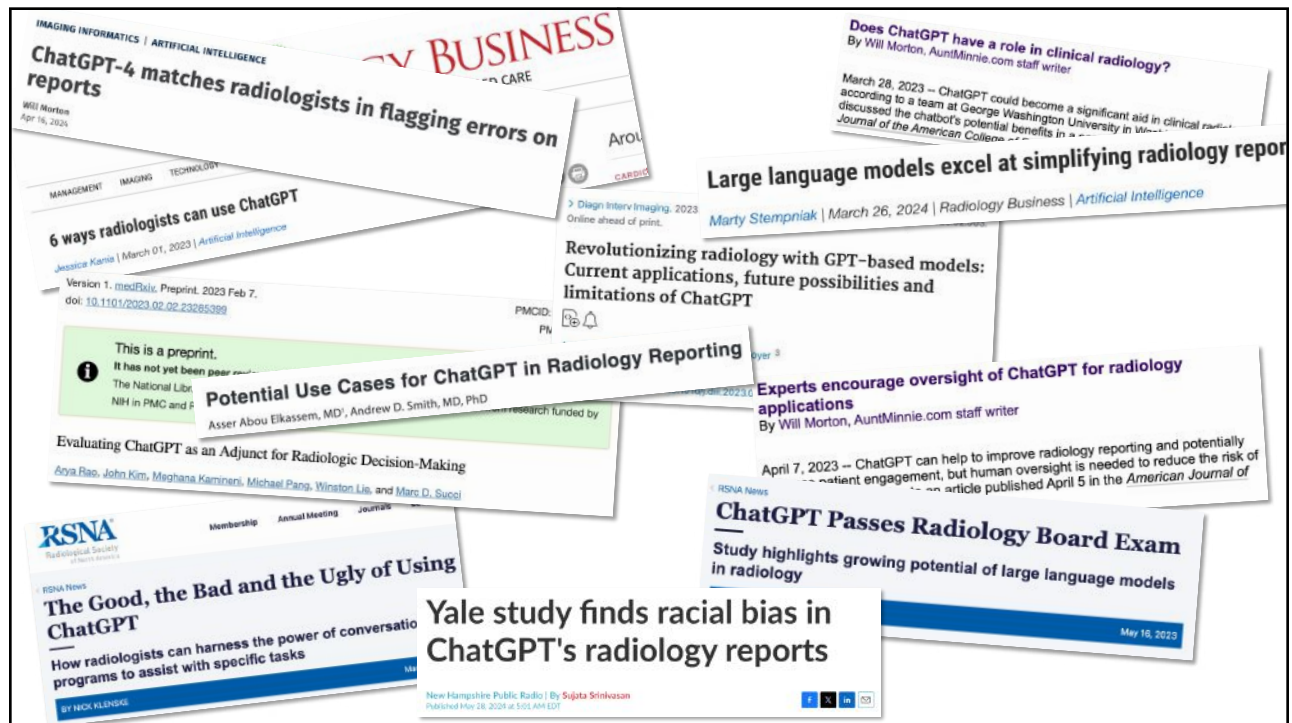 IMAGING INFORMATICS | ARTIFICIAL INTELLIGENCE
ChatGPT-4 matches radiologists in flagging errors on
reports
Will Morton
Apr 16, 2024
BUSINESS
CARE
CARDIC
MANAGEMENT IMAGING TECHNOLOGY
6 ways radiologists can use ChatGPT
Jessica Kania | March 01, 2023 | Artificial Intelligence
Does ChatGPT have a role in clinical radiology?
By Will Morton, AuntMinnie.com staff writer
March 28, 2023 -- ChatGPT could become a significant aid in clinical
according to a team at George Washington University in
discussed the chatbot's potential benefits in a
Journal of the American College of
Large language models excel at simplifying radiology repor
Marty Stempniak | March 26, 2024 | Radiology Business | Artificial Intelligence
> Diagn Interv Imaging. 2023
Online ahead of print.
Revolutionizing radiology with GPT-based models:
Current applications, future possibilities and
limitations of ChatGPT
Version 1. medRxiv. Preprint. 2023 Feb 7.
doi: 10.1101/2023.02.02.23285399
PMCID:
This is a preprint.
It has not yet been peer
The National
NIH in PMC and
research funded by
Evaluating ChatGPT as an Adjunct for Radiologic Decision-Making
Arya Rao, John Kim, Meghana Kamineni, Michael Pang, Winston Lie, and Marc D. Succi
Potential Use Cases for ChatGPT in Radiology Reporting
Asser Abou Elkassem, MD¹, Andrew D. Smith, MD, PhD
Experts encourage oversight of ChatGPT for radiology
applications
By Will Morton, AuntMinnie.com staff writer
April 7, 2023 -- ChatGPT can help to improve radiology reporting and potentially
patient engagement, but human oversight is needed to reduce the risk of
an article published April 5 in the American Journal of
RSNA
Radiological Society
of North America
Membership Annual Meeting Journals
RSNA News
The Good, the Bad and the Ugly of Using
ChatGPT
How radiologists can harness the power of
programs to assist with specific tasks
BY NICK KLENSKE
RSNA News
ChatGPT Passes Radiology Board Exam
Study highlights growing potential of large language models
in radiology
May 16, 2023
Yale study finds racial bias in
ChatGPT's radiology reports
New Hampshire Public Radio | By Sujata Srinivasan
Published May 28, 2024 at 5:01 AM EDT